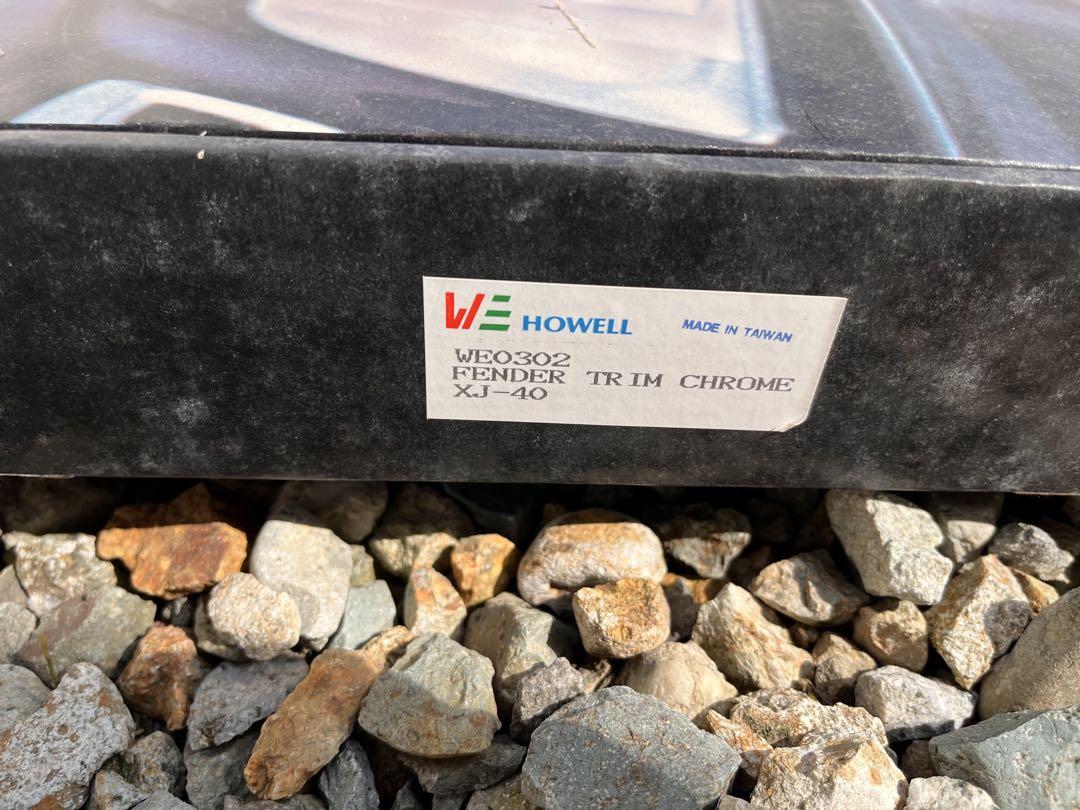 WE HOWELL MADE IN TAIWAN
WE0302
FENDER TRIM CHROME
XJ-40